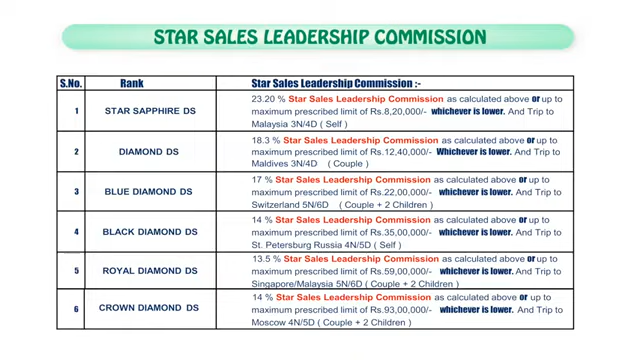 STAR SALES LEADERSHIP COMMISSION
S.No. Rank Star Sales Leadership Commission :-
1 STAR SAPPHIRE DS 23.20 % Star Sales Leadership Commission as calculated above or up to
maximum prescribed limit of Rs.8,20,000/- whichever is lower. And Trip to
Malaysia 3N/4D ( Self )
2 DIAMOND DS 18.3 % Star Sales Leadership Commission as calculated above or up to
maximum prescribed limit of Rs.12,40,000/- Whichever is lower. And Trip to
Maldives 3N/4D ( Couple )
3 BLUE DIAMOND DS 17 % Star Sales Leadership Commission as calculated above or up to
maximum prescribed limit of Rs.22,00,000/- whichever is lower. And Trip to
Switzerland 5N/6D ( Couple + 2 Children )
4 BLACK DIAMOND DS 14 % Star Sales Leadership Commission as calculated above or up to
maximum prescribed limit of Rs.35,00,000/- whichever is lower. And Trip to
St. Petersburg Russia 4N/5D ( Self )
5 ROYAL DIAMOND DS 13.5 % Star Sales Leadership Commission as calculated above or up to
maximum prescribed limit of Rs.59,00,000/- whichever is lower. And Trip to
Singapore/Malaysia 5N/6D ( Couple + 2 Children )
6 CROWN DIAMOND DS 14 % Star Sales Leadership Commission as calculated above or up to
maximum prescribed limit of Rs.93,00,000/- whichever is lower. And Trip to
Moscow 4N/5D ( Couple + 2 Children )